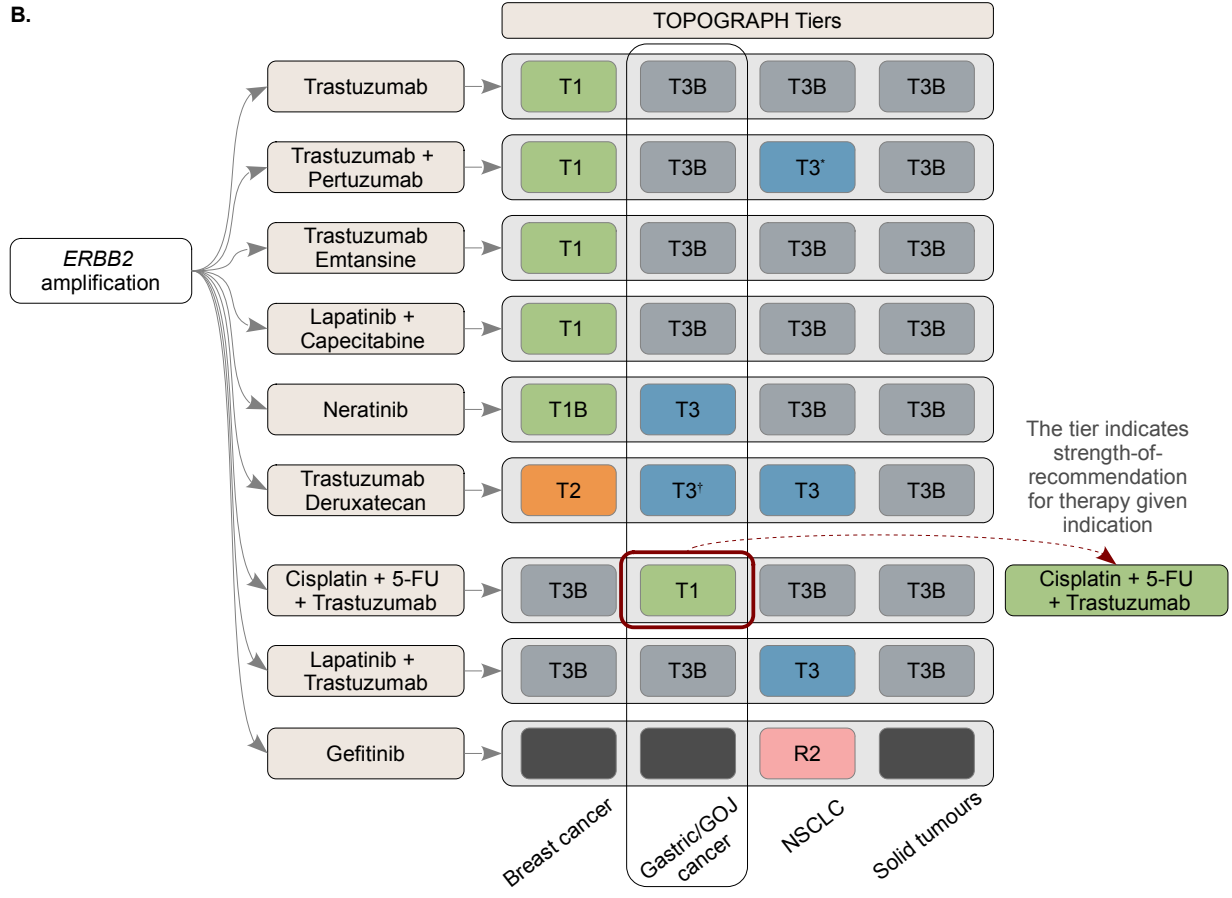 B.
TOPOGRAPH Tiers
ERBB2
amplification
Trastuzumab
T1 T3B T3B T3B
Trastuzumab +
Pertuzumab
T1 T3B T3* T3B
Trastuzumab
Emtansine
T1 T3B T3B T3B
Lapatinib +
Capecitabine
T1 T3B T3B T3B
Neratinib
T1B T3 T3B T3B
Trastuzumab
Deruxatecan
T2 T3† T3 T3B
The tier indicates
strength-of-
recommendation
for therapy given
indication
Cisplatin + 5-FU
+ Trastuzumab
T3B T1 T3B T3B
Cisplatin + 5-FU
+ Trastuzumab
Lapatinib +
Trastuzumab
T3B T3B T3 T3B
Gefitinib
R2
Breast cancer
Gastric/GOJ
cancer
NSCLC
Solid tumours